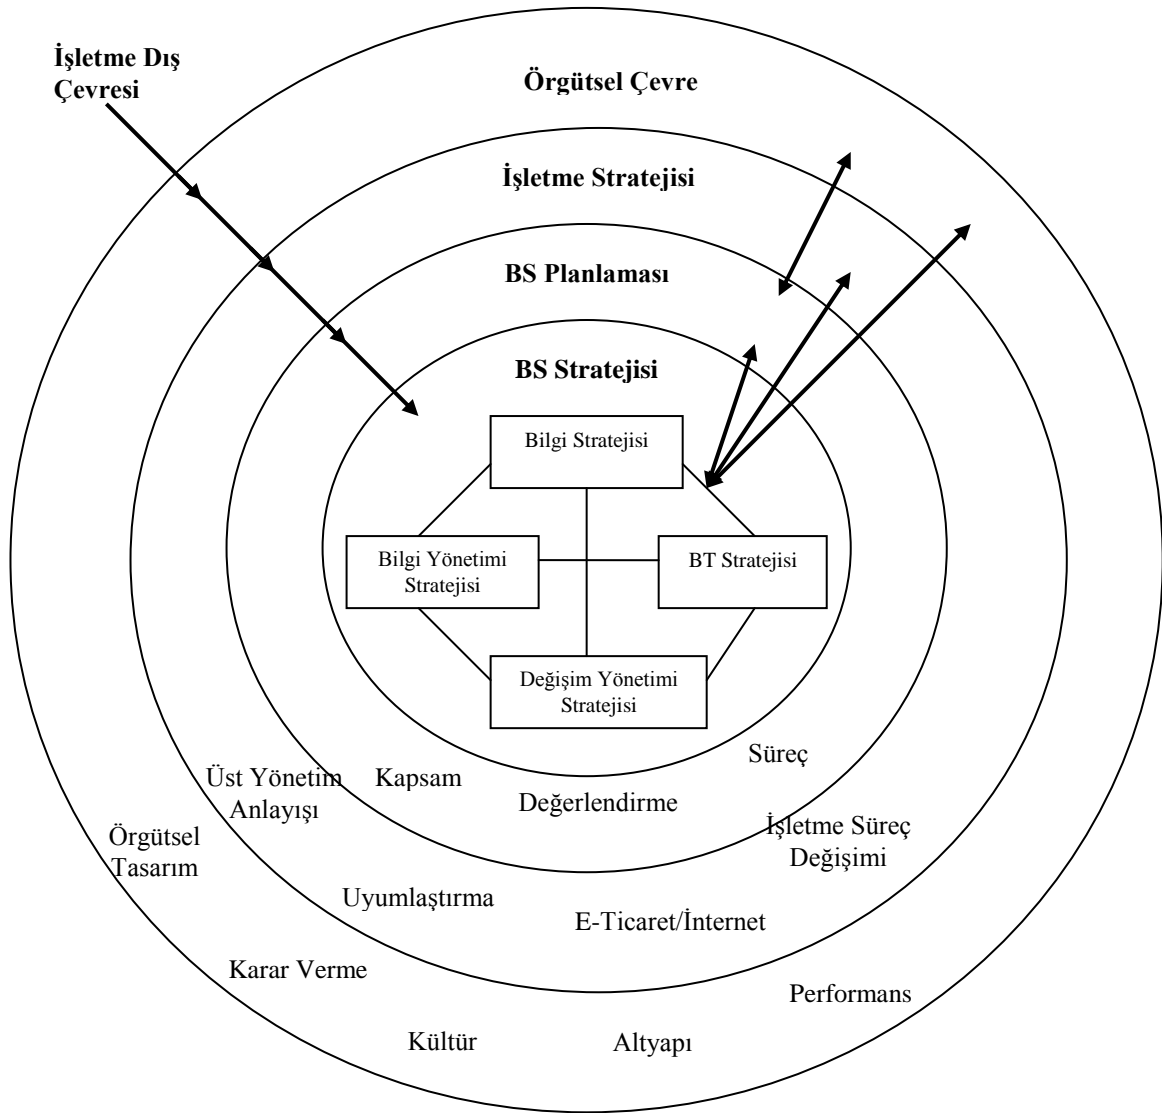 İşletme Dış
Çevresi
Örgütsel Çevre
İşletme Stratejisi
BS Planlaması
BS Stratejisi
Bilgi Stratejisi
Bilgi Yönetimi
Stratejisi
BT Stratejisi
Değişim Yönetimi
Stratejisi
Süreç
Kapsam
Değerlendirme
Üst Yönetim
Anlayışı
İşletme Süreç
Değişimi
Örgütsel
Tasarım
Uyumlaştırma
E-Ticaret/İnternet
Karar Verme
Performans
Kültür
Altyapı